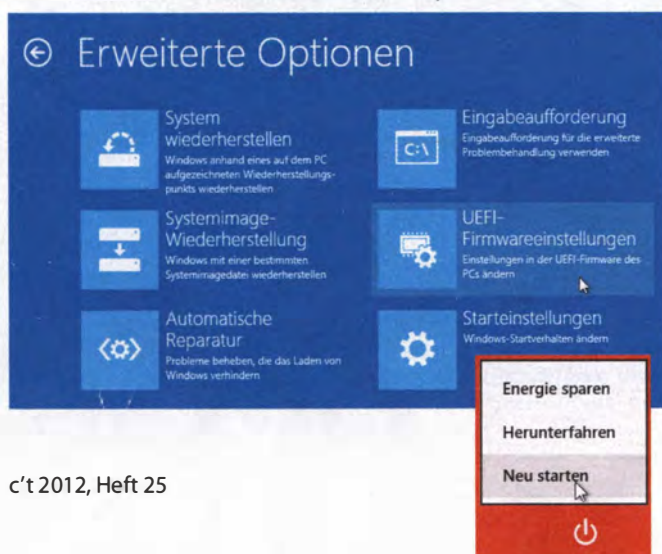 Erweiterte Optionen
System
wiederherstellen
Windows anhand eines auf dem PC
aufgezeichneten Wiederherstellungs-
punkts wiederherstellen
Eingabeaufforderung
Eingabeaufforderung für die erweiterte
Problembehandlung verwenden
C:\
Systemimage-
Wiederherstellung
Windows mit einer bestimmten
Systemimagedatei wiederherstellen
UEFI-
Firmwareeinstellungen
Einstellungen in der UEFI-Firmware des
PCs ändern
Automatische
Reparatur
Probleme beheben, die das Laden von
Windows verhindern
Starteinstellungen
Windows-Startverhalten ändern
Energie sparen
Herunterfahren
Neu starten
c't 2012, Heft 25